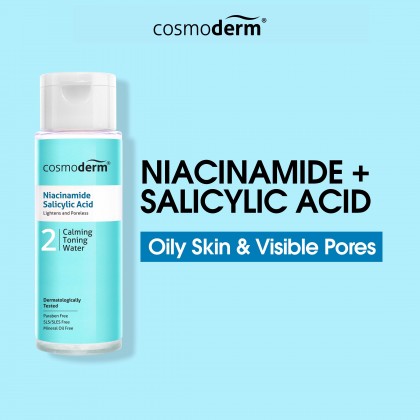 cosmoderm®
cosmoderm®
Niacinamide
Salicylic Acid
Lightens and Poreless
2 Calming
Toning
Water
Dermatologically
Tested
Paraben Free
SLS/SLES Free
Mineral Oil Free
NIACINAMIDE +
SALICYLIC ACID
Oily Skin & Visible Pores